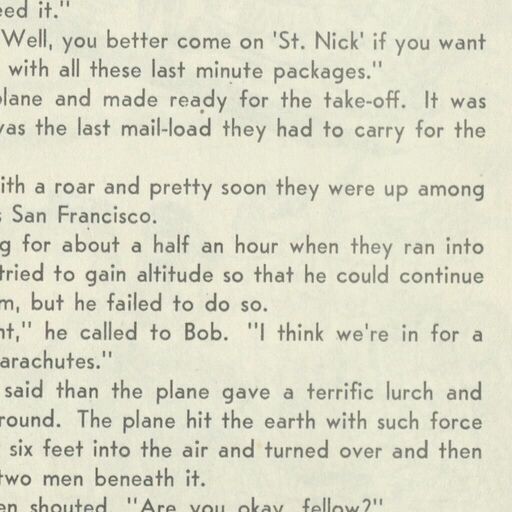 eed it."
Well, you better come on 'St. Nick' if you want
with all these last minute packages."
plane and made ready for the take-off. It was
was the last mail-load they had to carry for the
ith a roar and pretty soon they were up among
s San Francisco.
g for about a half an hour when they ran into
tried to gain altitude so that he could continue
m, but he failed to do so.
nt," he called to Bob. "I think we're in for a
arachutes."
said than the plane gave a terrific lurch and
round. The plane hit the earth with such force
six feet into the air and turned over and then
two men beneath it.
en shouted, "Are you okay, fellow?"